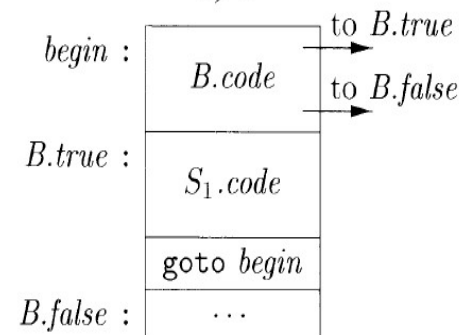 to B.true
begin :
B.code
to B.false
B.true :
S₁.code
goto begin
B.false :
...